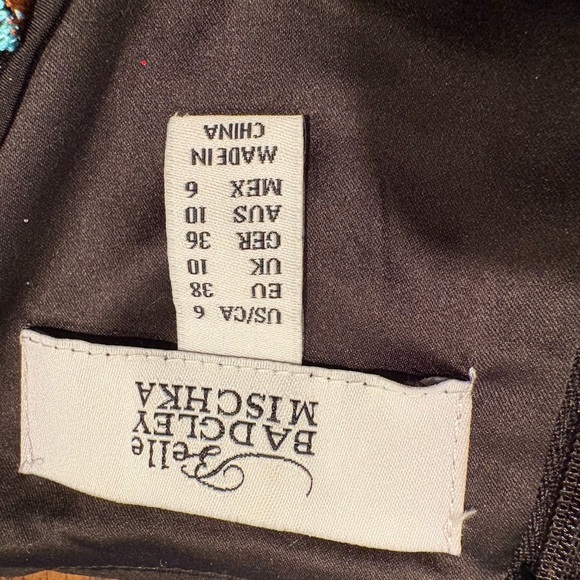 Belle
BADGLEY
MISCHKA
US/CA 6
EU 38
UK 10
GER 36
AUS 10
MEX 6
MADE IN
CHINA